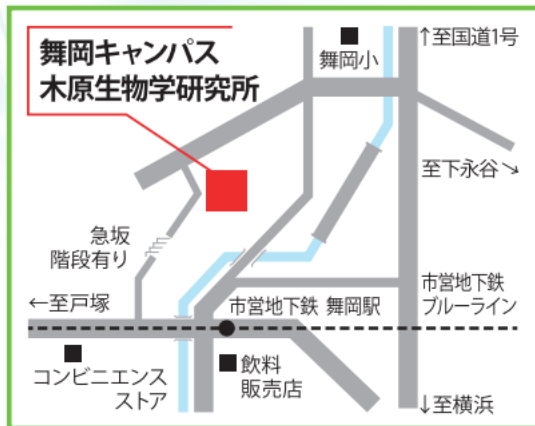 舞岡キャンパス
木原生物学研究所
舞岡小
↑至国道1号
至下永谷↘
急坂
階段有り
←至戸塚
市営地下鉄 舞岡駅
市営地下鉄
ブルーライン
コンビニエンス
ストア
飲料
販売店
↓至横浜